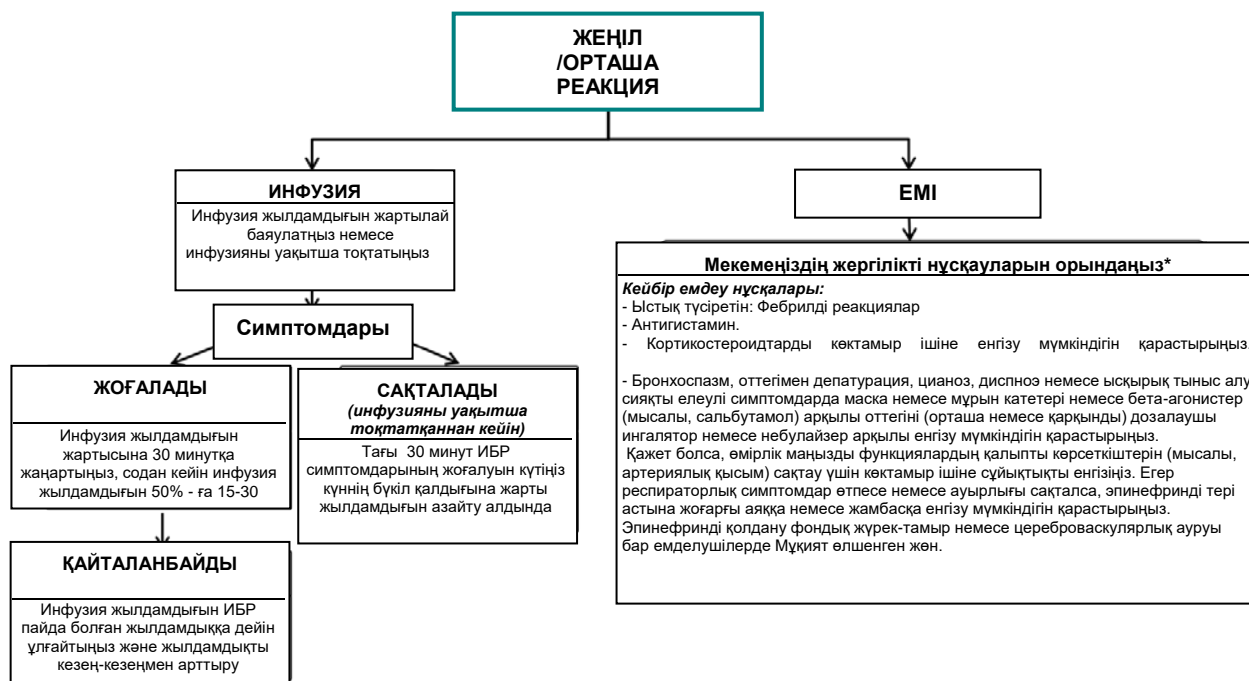 ЖЕҢІЛ
/ОРТАША
РЕАКЦИЯ
ИНФУЗИЯ
Инфузия жылдамдығын жартылай
баяулатңыз немесе
инфузияны уақытша тоқтатыңыз
Симптомдары
ЖОҒАЛАДЫ
Инфузия жылдамдығын
жартысына 30 минутқа
жаңартыңыз, содан кейін инфузия
жылдамдығын 50% - ға 15-30
САҚТАЛАДЫ
(инфузияны уақытша
тоқтатқаннан кейін)
Тағы 30 минут ИБР
симптомдарының жоғалуын күтіңіз
күннің бүкіл қалдығына жарты
жылдамдығын азайту алдында
ҚАЙТАЛАНБАЙДЫ
Инфузия жылдамдығын ИБР
пайда болған жылдамдыққа дейін
ұлғайтыңыз және жылдамдықты
кезең-кезеңмен арттыру
ЕМІ
Мекемеңіздің жергілікті нұсқауларын орындаңыз*
Кейбір емдеу нұсқалары:
- Ыстық түсіретін: Фебрилді реакциялар
- Антигистамин.
- Кортикостероидтарды көктамыр ішіне енгізу мүмкіндігін қарастырыңыз.
- Бронхоспазм, оттегімен депатурация, цианоз, диспноэ немесе ысқырық тыныс алу
сияқты елеулі симптомдарда маска немесе мұрын катетері немесе бета-агонистер
(мысалы, сальбутамол) арқылы оттегіні (орташа немесе қарқынды) дозалаушы
ингалятор немесе небулайзер арқылы енгізу мүмкіндігін қарастырыңыз.
Қажет болса, өмірлік маңызды функциялардың қалыпты көрсеткіштерін (мысалы,
артериялық қысым) сақтау үшін көктамыр ішіне сұйықтықты енгізіңіз. Егер
респираторлық симптомдар өтпесе немесе ауырлығы сақталса, эпинефринді тері
астына жоғарғы аяққа немесе жамбасқа енгізу мүмкіндігін қарастырыңыз.
Эпинефринді қолдану фондық жүрек-тамыр немесе цереброваскулярлық ауруы
бар емделушілерде Мұқият өлшенген жөн.